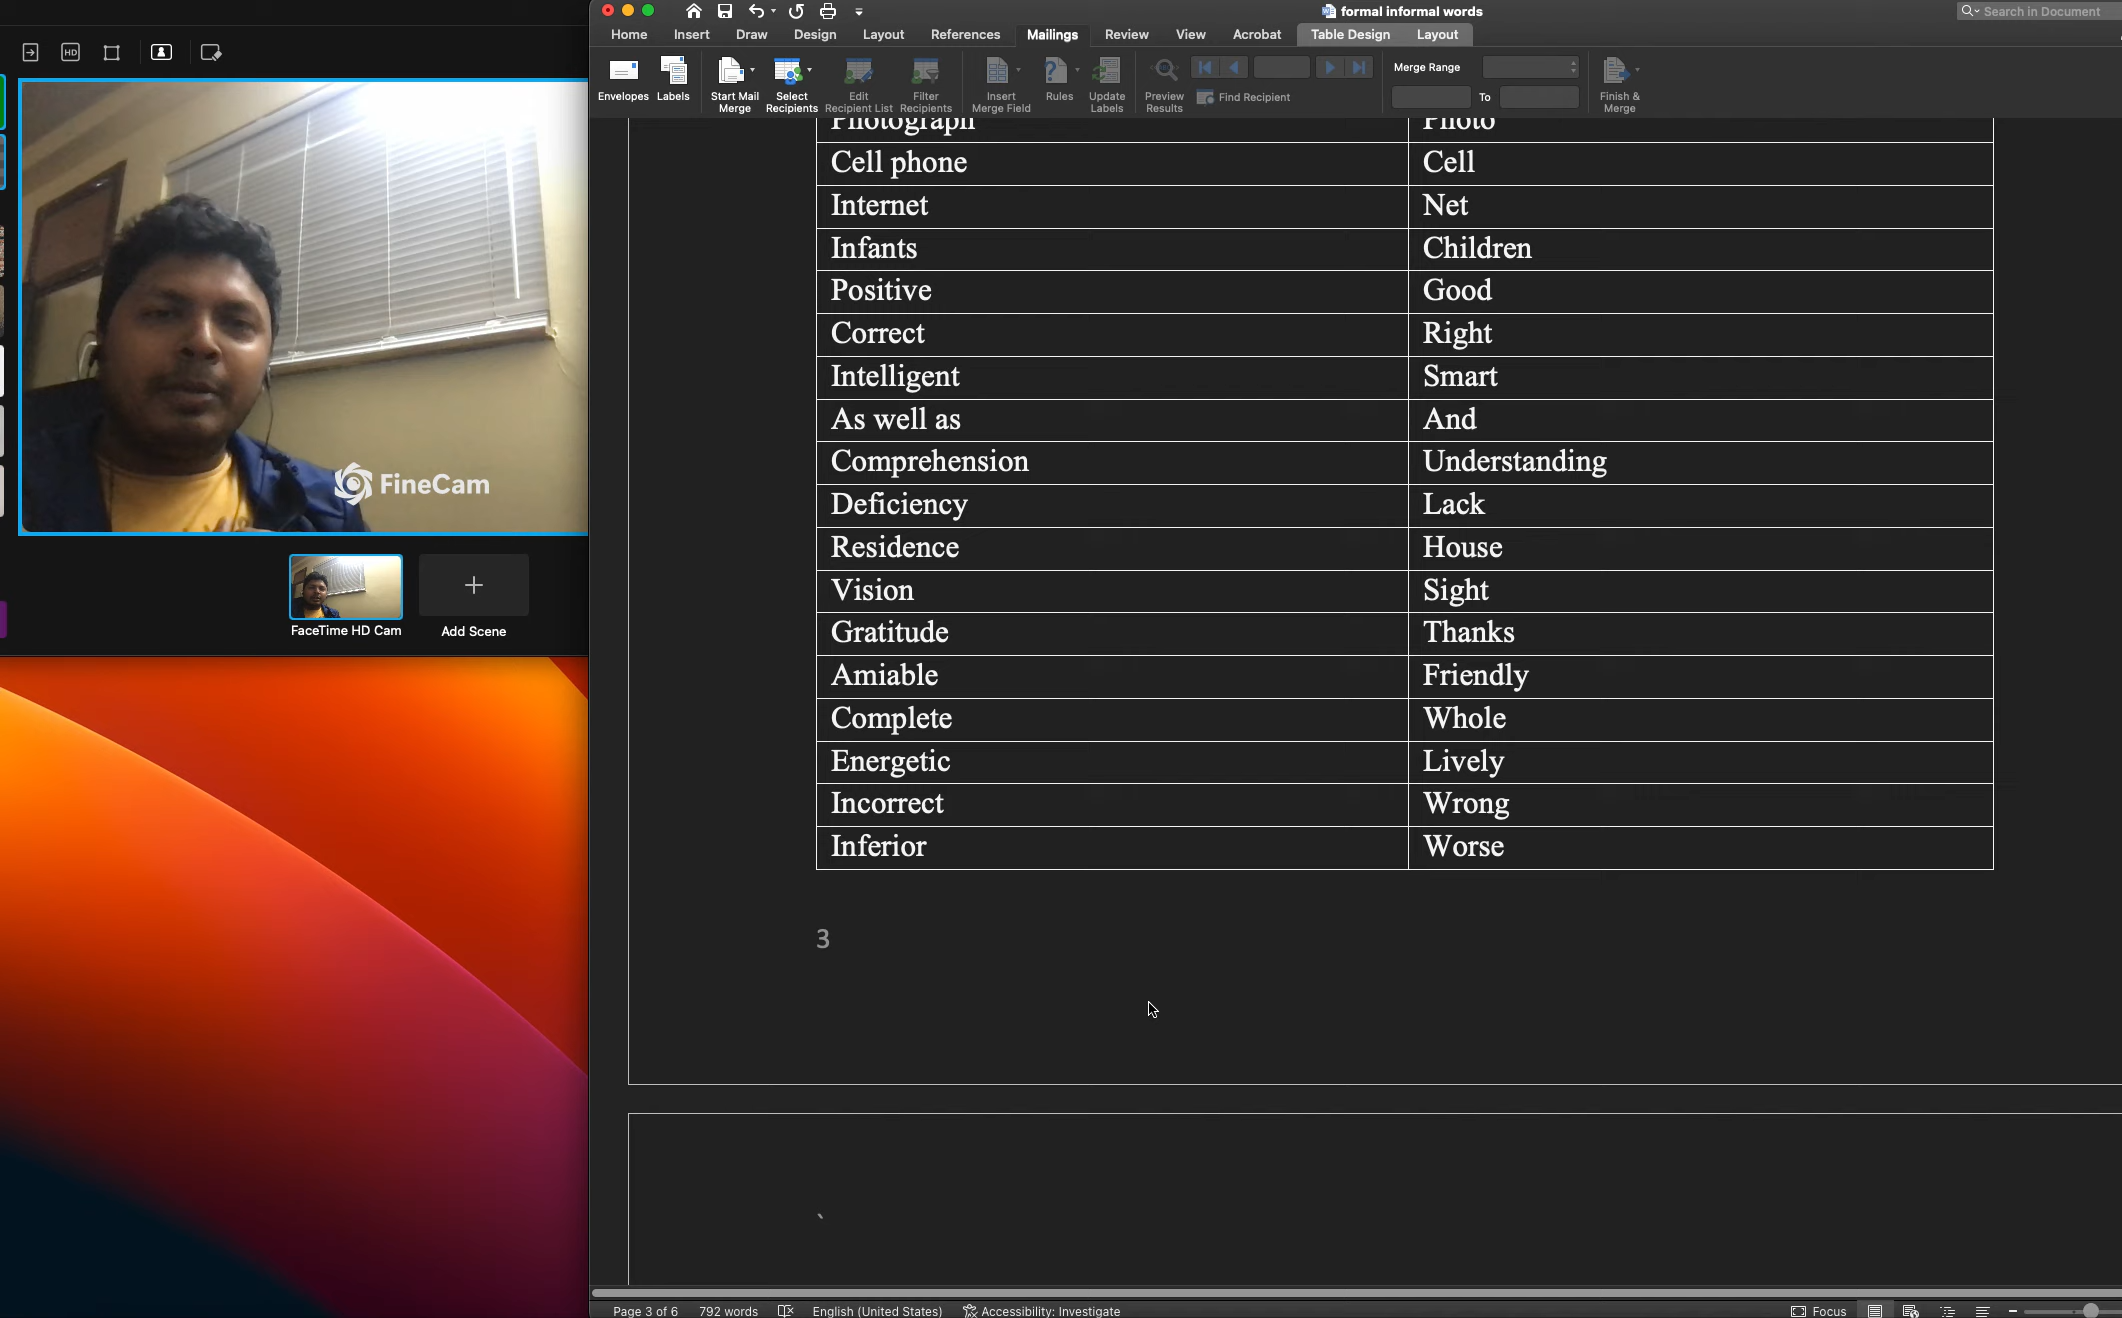 formal informal words
Search in Document
Home Insert Draw Design Layout References Mailings Review View Acrobat Table Design Layout
HD
Envelopes Labels Start Mail Merge Select Recipients Edit Recipient List Filter Recipients Insert Merge Field Rules Update Labels Preview Results Find Recipient Merge Range To Finish & Merge
Photograph Photo
Cell phone Cell
Internet Net
Infants Children
Positive Good
Correct Right
Intelligent Smart
As well as And
Comprehension Understanding
Deficiency Lack
Residence House
Vision Sight
Gratitude Thanks
Amiable Friendly
Complete Whole
Energetic Lively
Incorrect Wrong
Inferior Worse
3
`
FineCam
FaceTime HD Cam Add Scene
Page 3 of 6 792 words English (United States) Accessibility: Investigate Focus